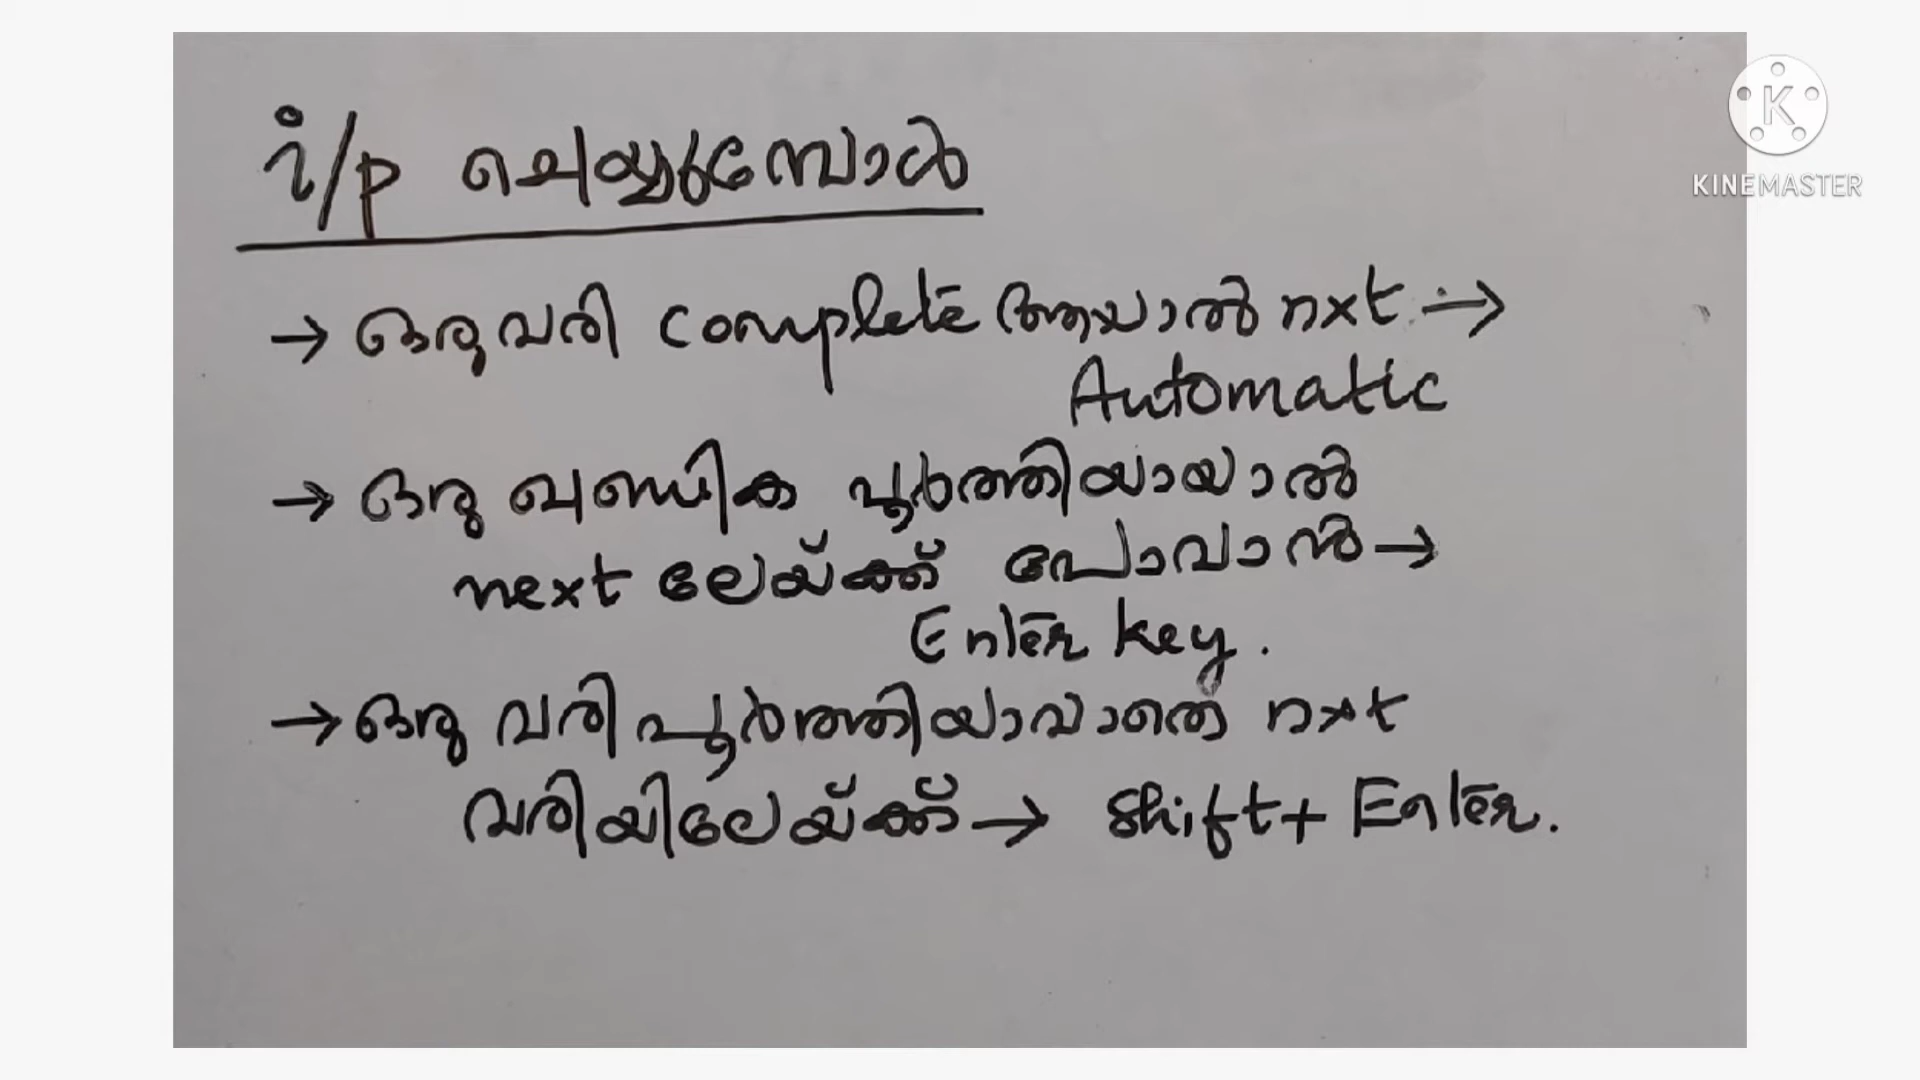 i/p ചെയ്യുമ്പോൾ
→ ഒരു വരി complete ആയാൽ nxt →
Automatic
→ ഒരു ഖണ്ഡിക പൂർത്തിയായാൽ
next ലേയ്ക്ക് പോവാൻ →
Enter key.
→ ഒരു വരി പൂർത്തിയാവാതെ nxt
വരിയിലേയ്ക്ക് → Shift + Enter.
K
KINEMASTER